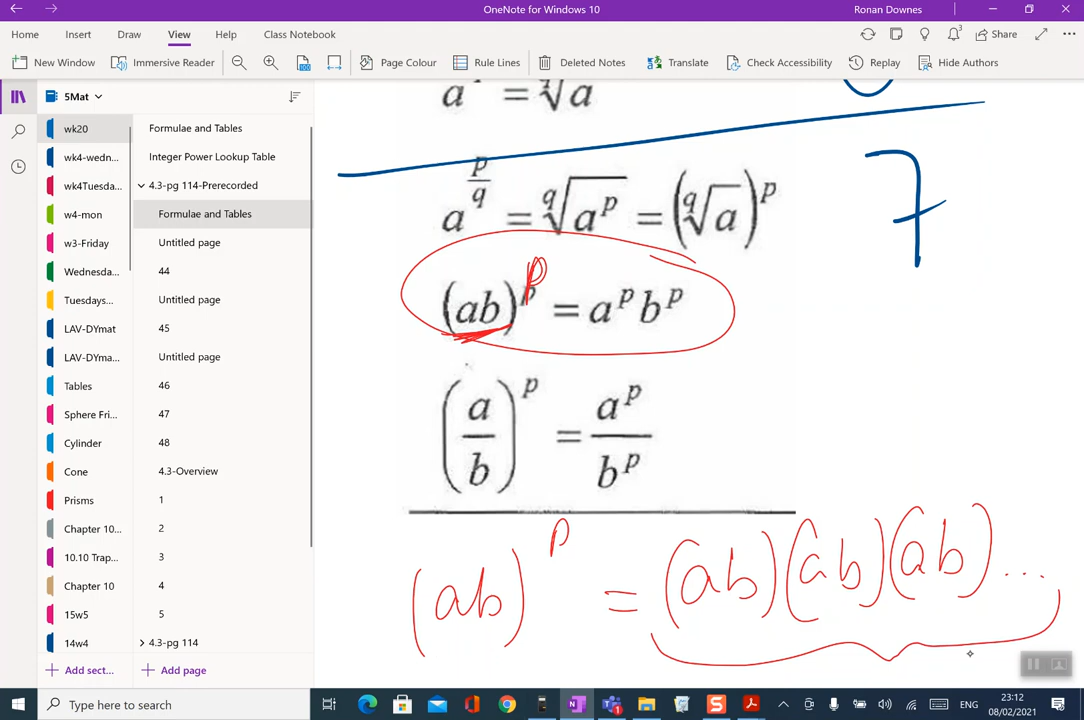 OneNote for Windows 10
Ronan Downes
Home Insert Draw View Help Class Notebook
Share
New Window Immersive Reader Page Colour Rule Lines Deleted Notes Translate Check Accessibility Replay Hide Authors
5Mat
wk20
wk4-wedn...
wk4Tuesda...
w4-mon
w3-Friday
Wednesda...
Tuesdays...
LAV-DYmat
LAV-DYma...
Tables
Sphere Fri...
Cylinder
Cone
Prisms
Chapter 10...
10.10 Trap...
Chapter 10
15w5
14w4
Add sect...
Formulae and Tables
Integer Power Lookup Table
4.3-pg 114-Prerecorded
Formulae and Tables
Untitled page
44
Untitled page
45
Untitled page
46
47
48
4.3-Overview
1
2
3
4
5
4.3-pg 114
Add page
a^{p/q} = \sqrt[q]{a^p} = (\sqrt[q]{a})^p
7
(ab)^p = a^p b^p
p
(a/b)^p = a^p/b^p
(ab)^p = (ab)(ab)(ab)...
Type here to search
ENG
23:12
08/02/2021